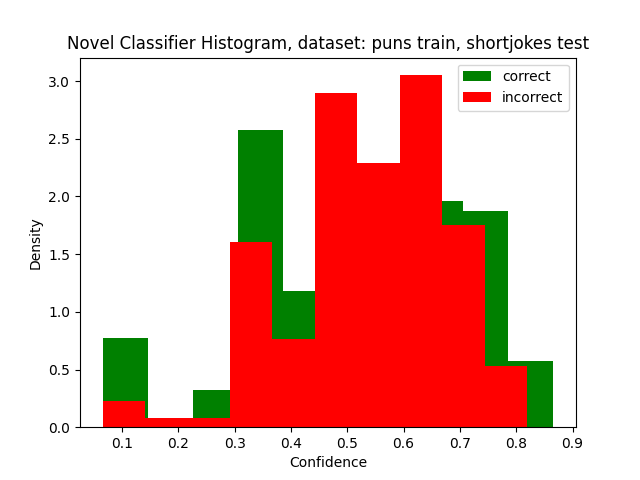 Novel Classifier Histogram, dataset: puns train, shortjokes test
correct
incorrect
3.0
2.5
2.0
1.5
1.0
0.5
0.0
Density
0.1 0.2 0.3 0.4 0.5 0.6 0.7 0.8 0.9
Confidence